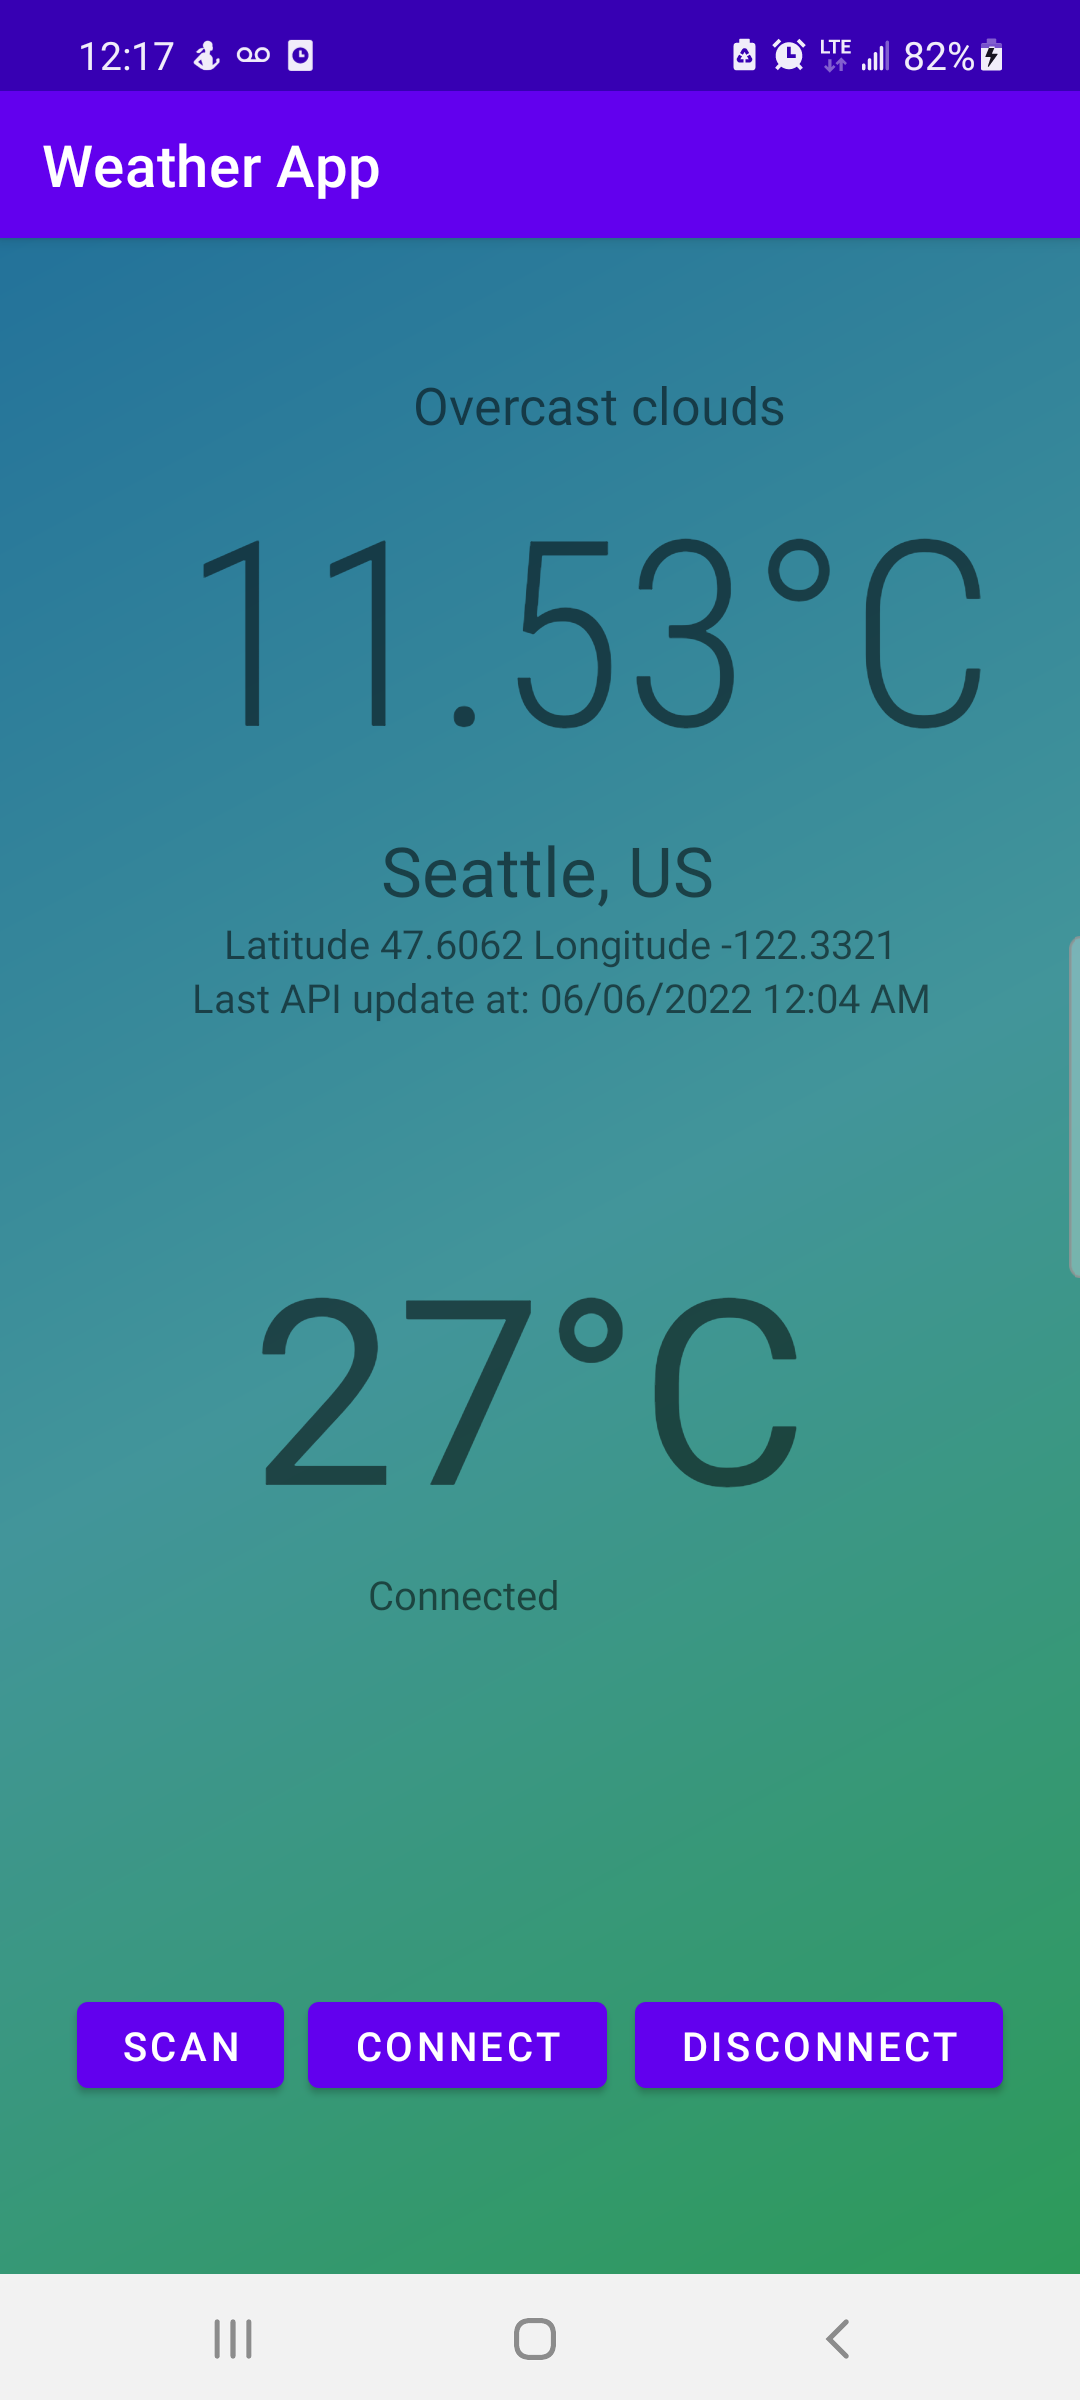 12:17 LTE 82%
Weather App
Overcast clouds
11.53°C
Seattle, US
Latitude 47.6062 Longitude -122.3321
Last API update at: 06/06/2022 12:04 AM
27°C
Connected
SCAN CONNECT DISCONNECT